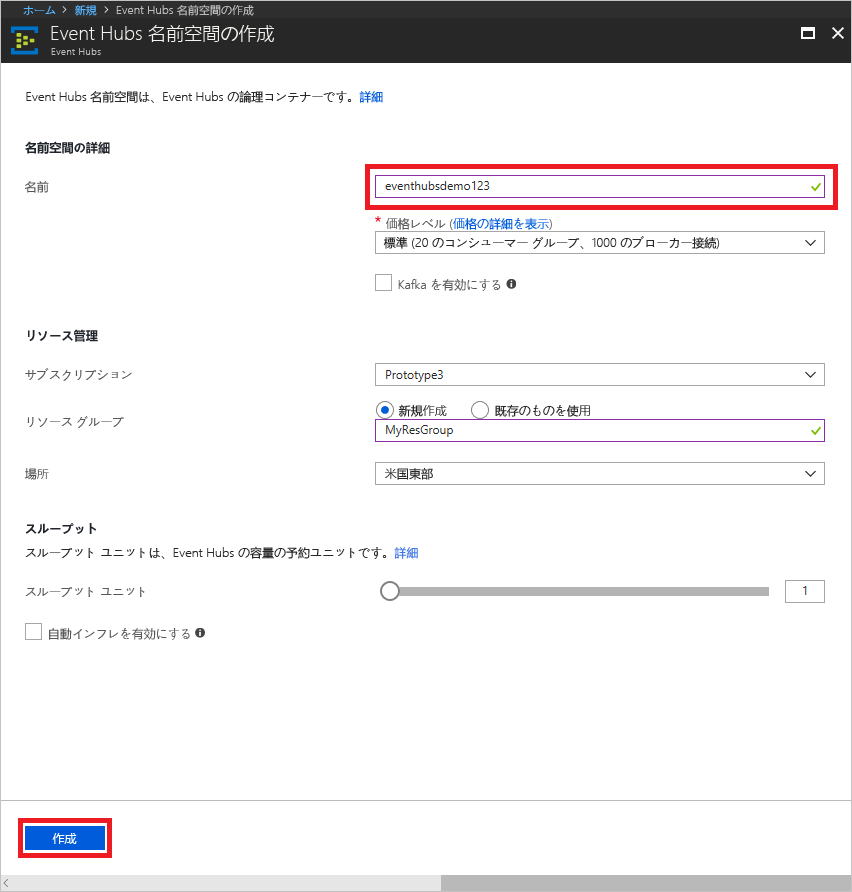 ホーム > 新規 > Event Hubs 名前空間の作成
Event Hubs 名前空間の作成
Event Hubs
Event Hubs 名前空間は、Event Hubs の論理コンテナーです。詳細
名前空間の詳細
名前
eventhubsdemo123
* 価格レベル (価格の詳細を表示)
標準 (20 のコンシューマー グループ、1000 のブローカー接続)
Kafka を有効にする
リソース管理
サブスクリプション
Prototype3
リソース グループ
新規作成 既存のものを使用
MyResGroup
場所
米国東部
スループット
スループット ユニットは、Event Hubs の容量の予約ユニットです。詳細
スループット ユニット
1
自動インフレを有効にする
作成